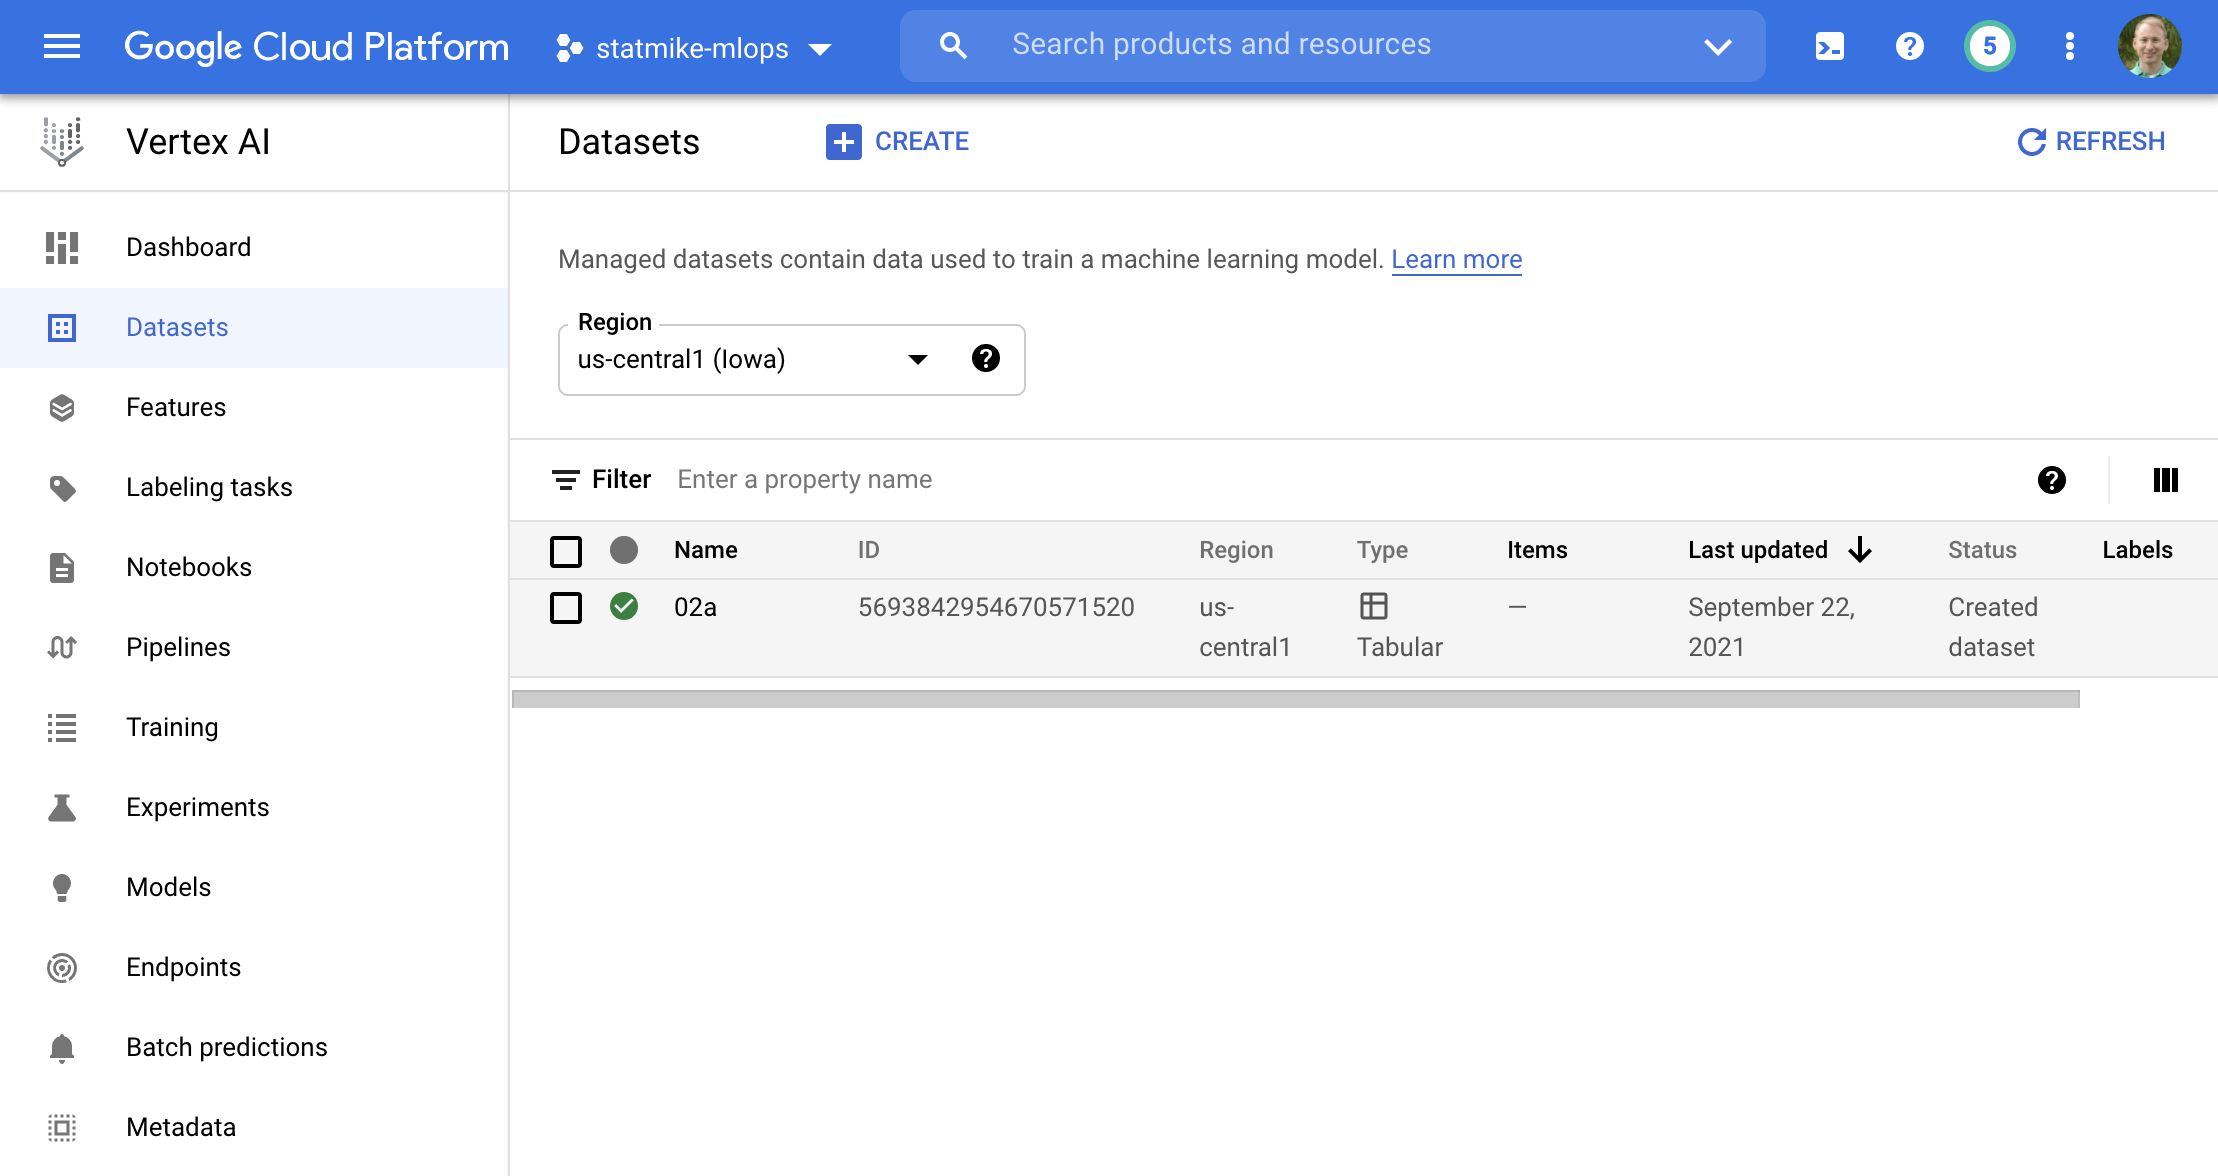 Google Cloud Platform
statmike-mlops
Search products and resources
5
Vertex AI
Datasets
CREATE
REFRESH
Dashboard
Datasets
Features
Labeling tasks
Notebooks
Pipelines
Training
Experiments
Models
Endpoints
Batch predictions
Metadata
Managed datasets contain data used to train a machine learning model. Learn more
Region
us-central1 (Iowa)
Filter Enter a property name
Name ID Region Type Items Last updated Status Labels
02a 5693842954670571520 us- — September 22, Created
central1 Tabular 2021 dataset